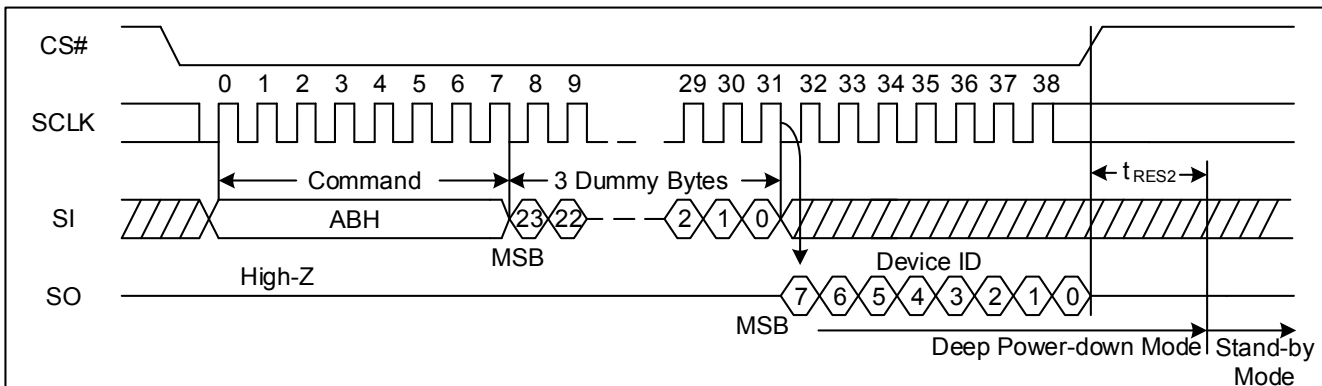 CS#
0 1 2 3 4 5 6 7 8 9 29 30 31 32 33 34 35 36 37 38
SCLK
Command 3 Dummy Bytes tRES2
SI ABH 23 22 2 1 0
MSB
High-Z Device ID
SO 7 6 5 4 3 2 1 0
MSB
Deep Power-down Mode Stand-by
Mode